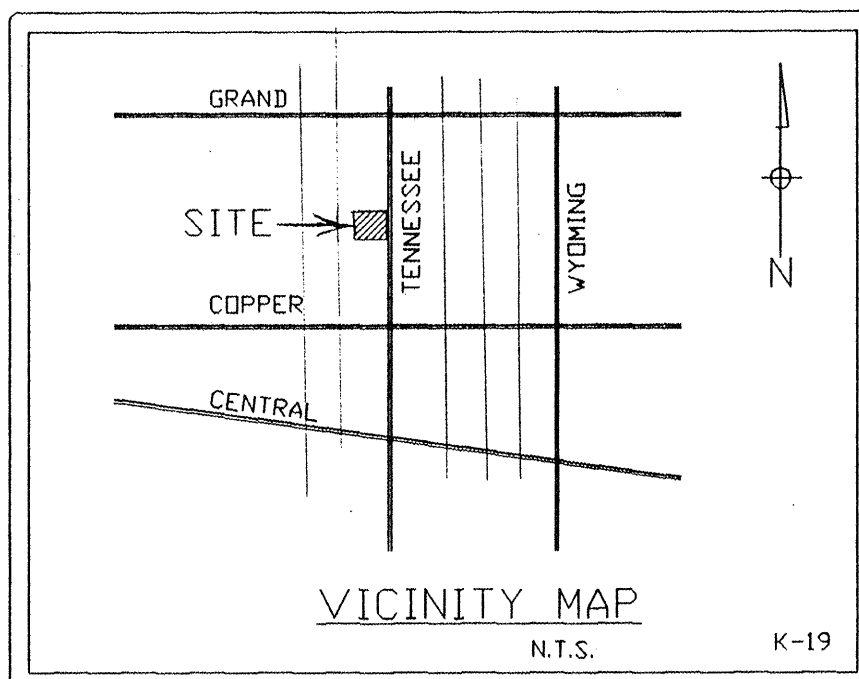 GRAND
TENNESSEE
WYOMING
SITE
N
COPPER
CENTRAL
VICINITY MAP
N.T.S.
K-19